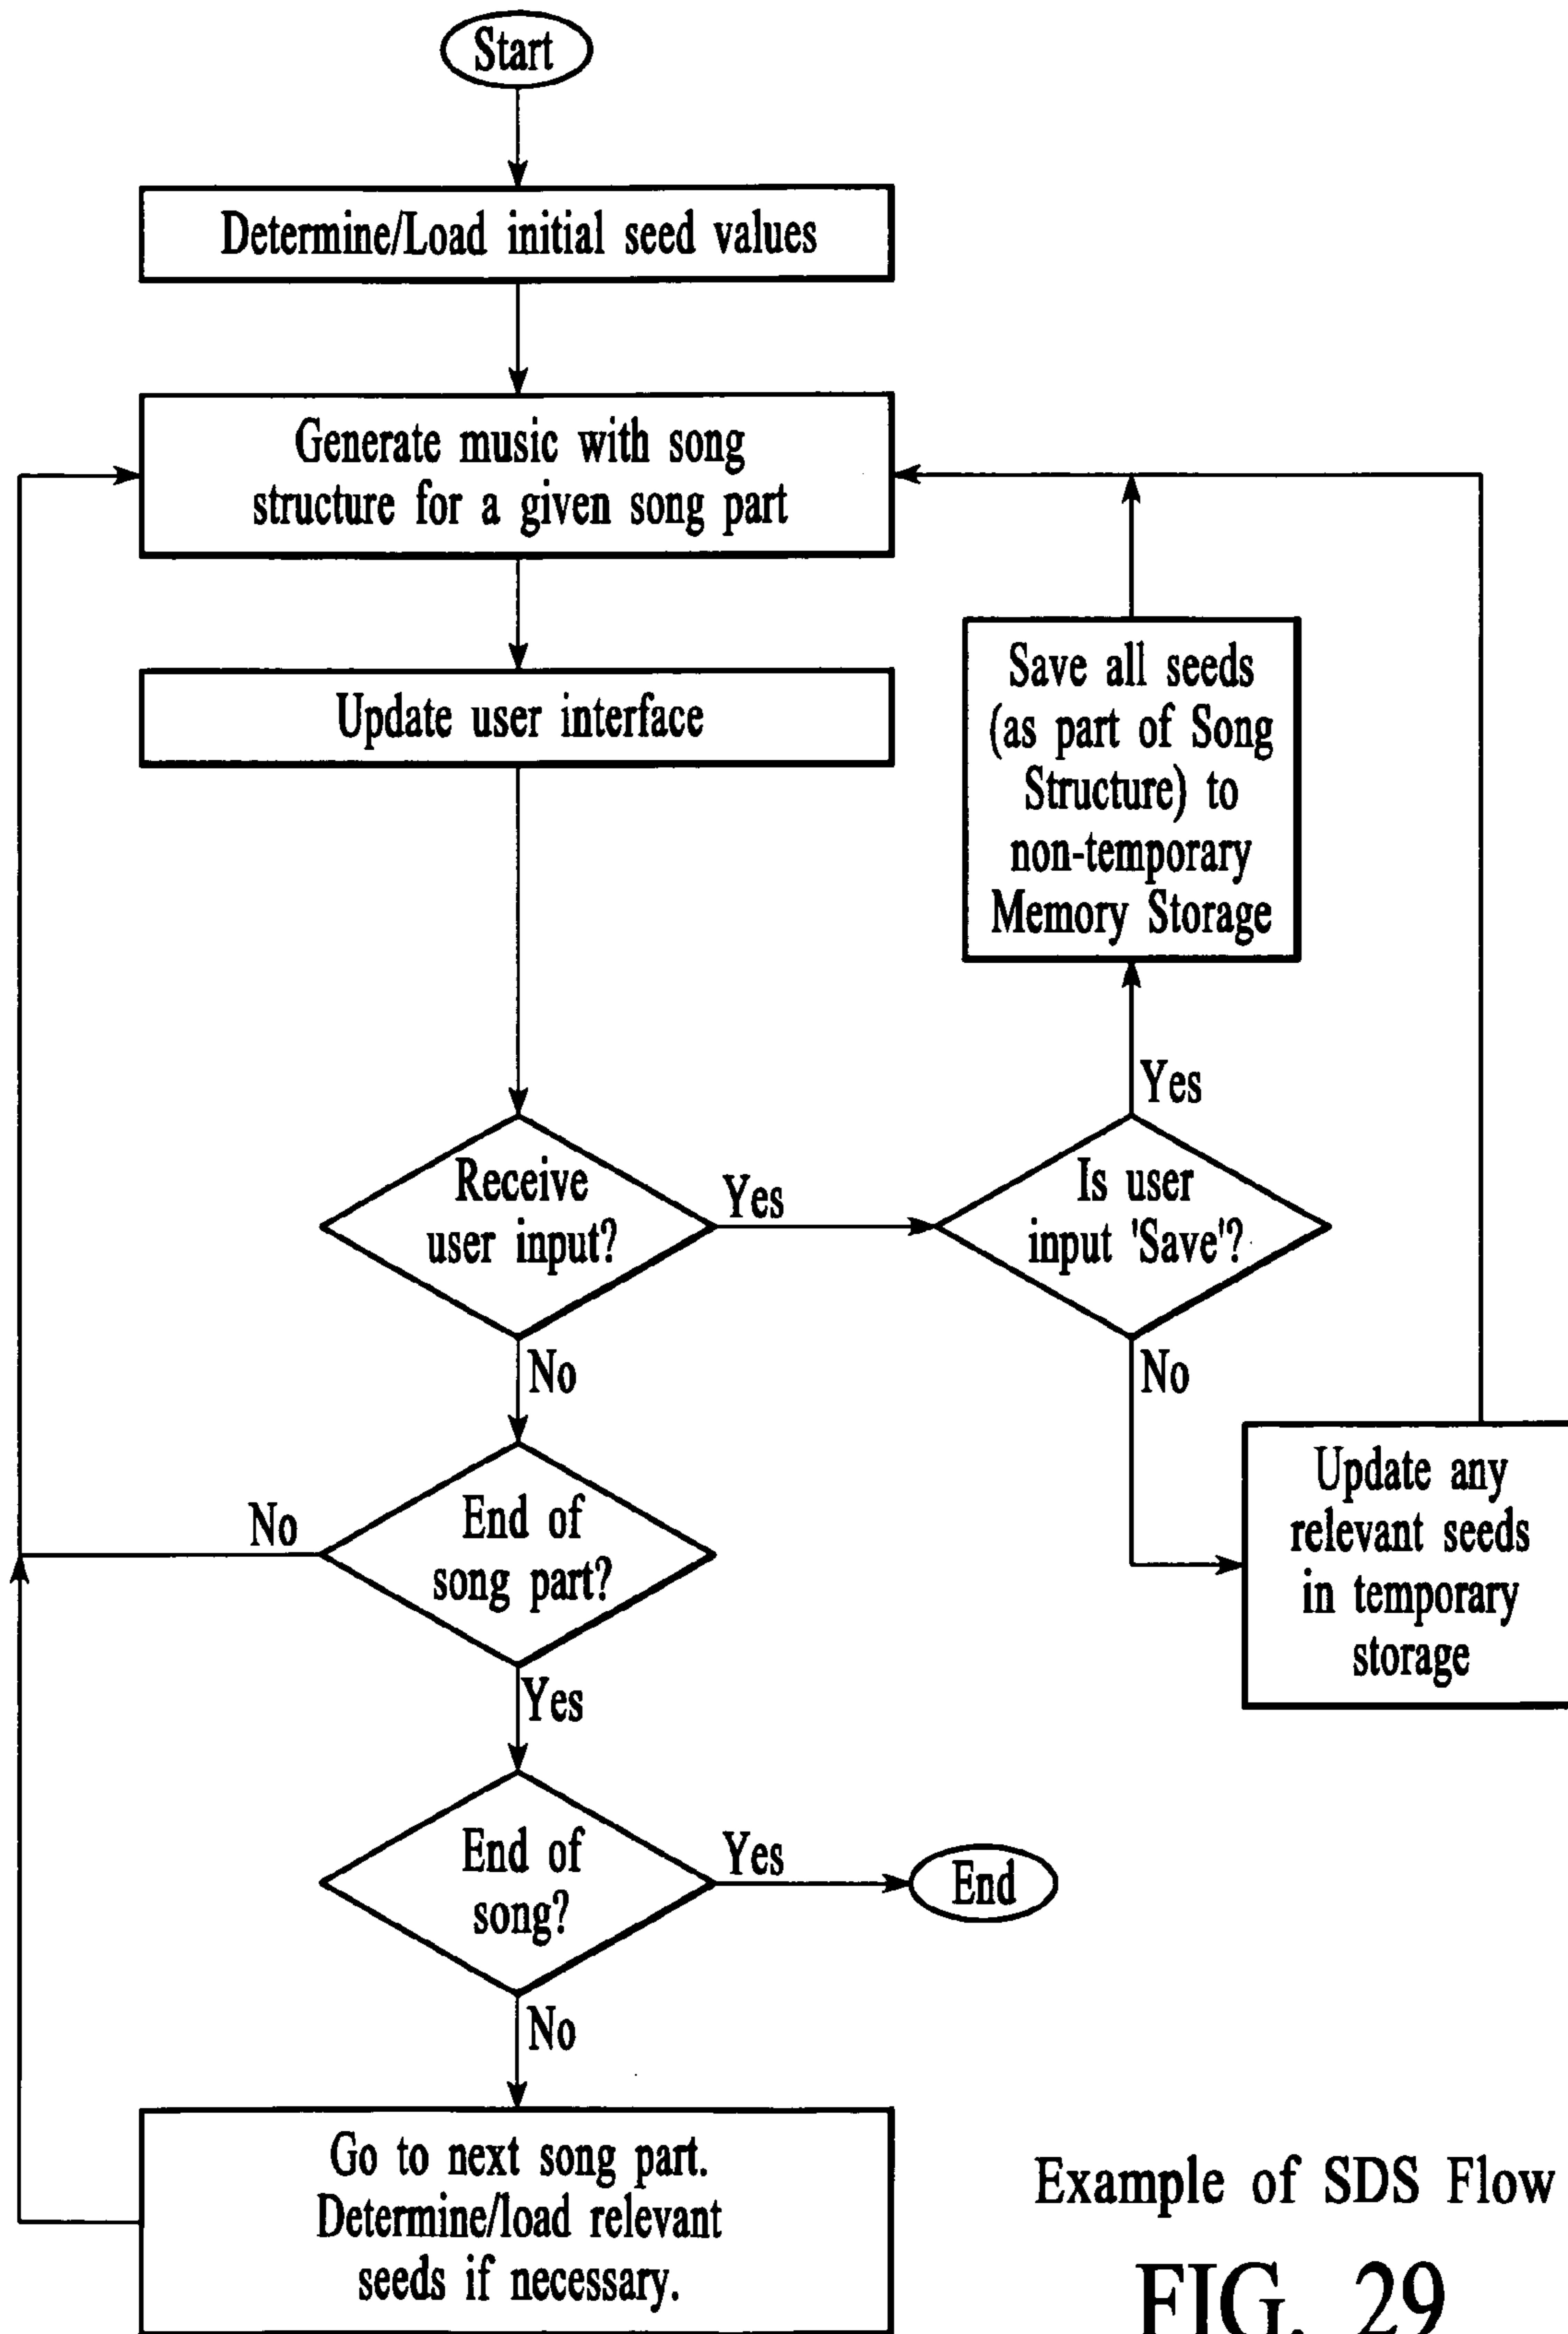 Start
Determine/Load initial seed values
Generate music with song
structure for a given song part
Update user interface
Save all seeds
(as part of Song
Structure) to
non-temporary
Memory Storage
Yes
Receive
user input?
Yes
Is user
input 'Save'?
No
No
End of
song part?
No
Update any
relevant seeds
in temporary
storage
Yes
End of
song?
Yes
End
No
Go to next song part.
Determine/load relevant
seeds if necessary.
Example of SDS Flow
FIG. 29